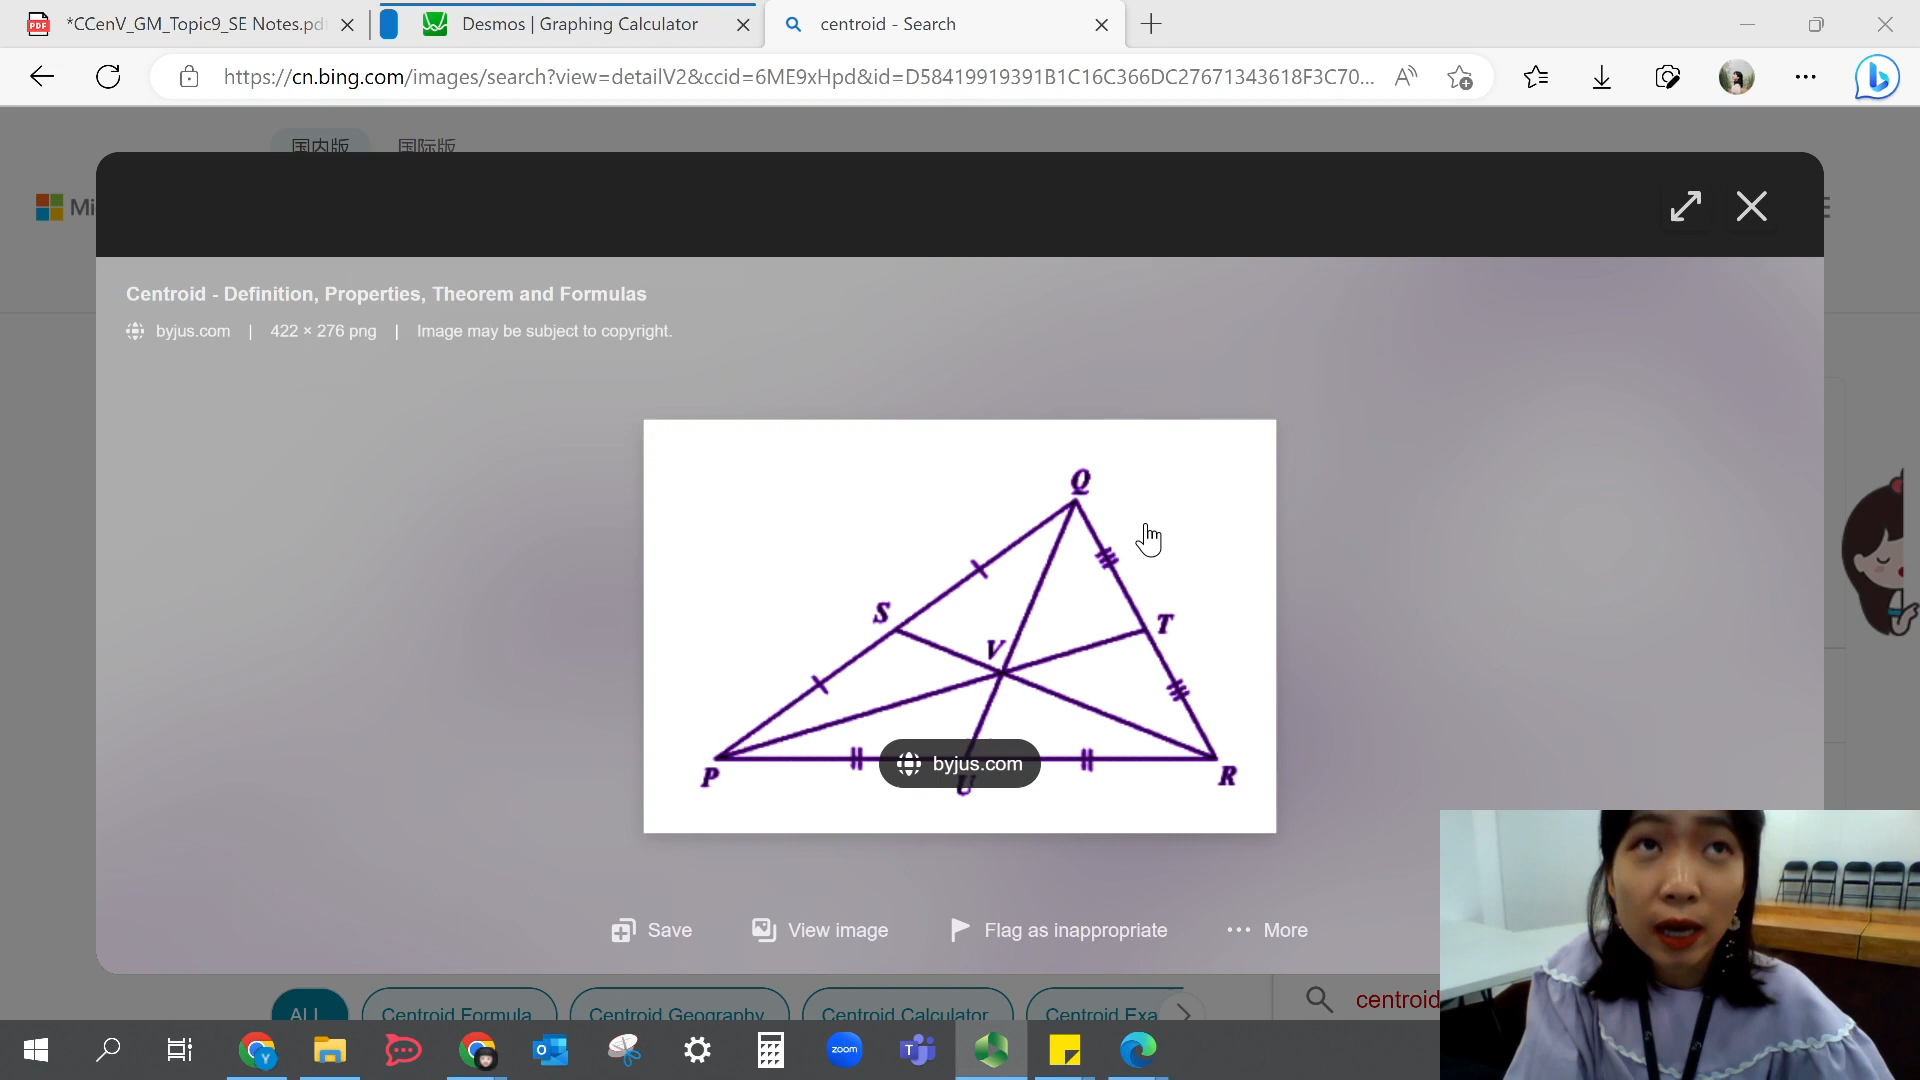 *CCenV_GM_Topic9_SE Notes.pd
Desmos | Graphing Calculator
centroid - Search
https://cn.bing.com/images/search?view=detailV2&ccid=6ME9xHpd&id=D58419919391B1C16C366DC27671343618F3C70...
国内版 国际版
Mi
Centroid - Definition, Properties, Theorem and Formulas
byjus.com | 422 × 276 png | Image may be subject to copyright.
Q
S
T
V
byjus.com
P
U
R
Save
View image
Flag as inappropriate
More
ALL
Centroid Formula
Centroid Geography
Centroid Calculator
Centroid Exa
centroid
zoom